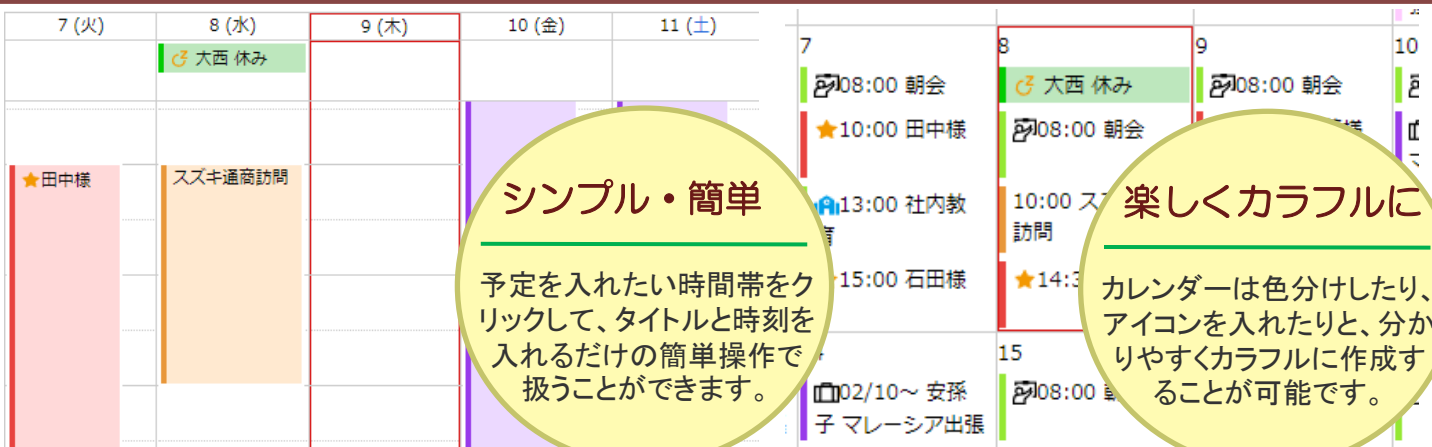 7 (火)
8 (水)
9 (木)
10 (金)
11 (土)
大西 休み
田中様
スズキ通商訪問
シンプル・簡単
予定を入れたい時間帯をク
リックして、タイトルと時刻を
入れるだけの簡単操作で
扱うことができます。
7
8
9
10
08:00 朝会
大西 休み
08:00 朝会
10:00 田中様
08:00 朝会
様
13:00 社内教
育
10:00 ス
訪問
15:00 石田様
14:3
楽しくカラフルに
カレンダーは色分けしたり、
アイコンを入れたりと、分か
りやすくカラフルに作成す
ることが可能です。
15
02/10～ 安孫
子 マレーシア出張
08:00